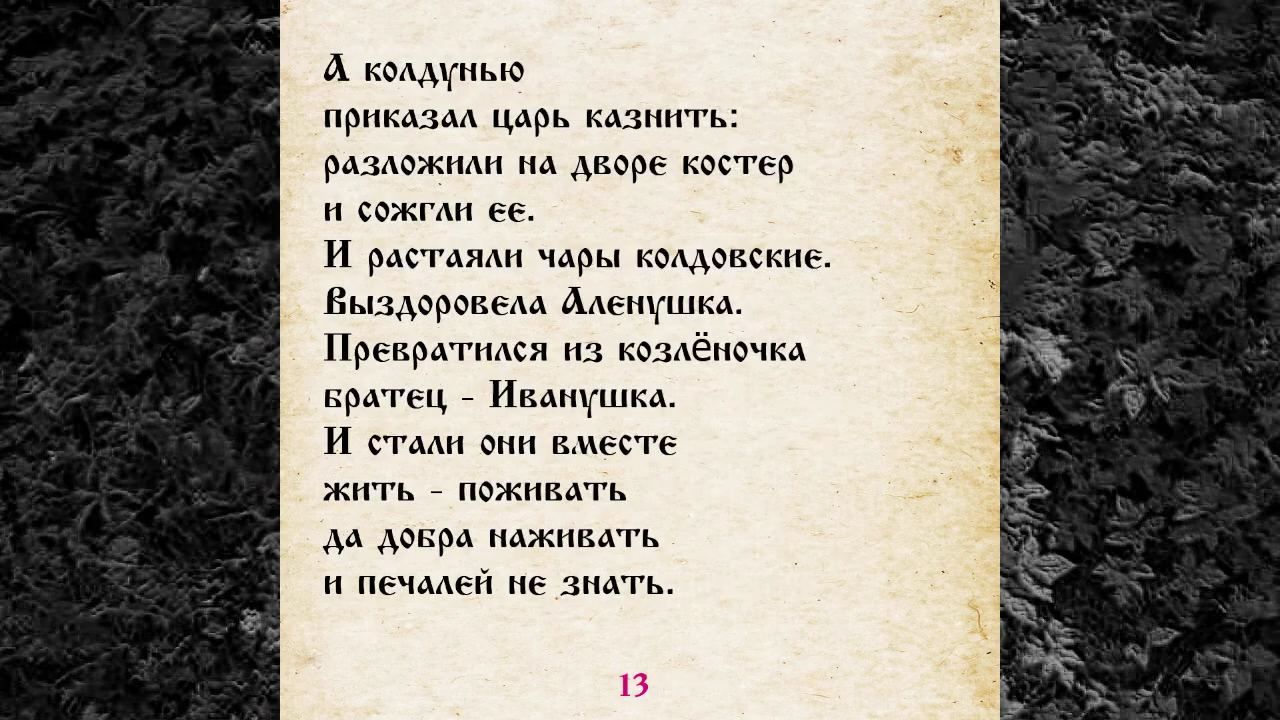 А колдунью
приказал царь казнить:
разложили на дворе костер
и сожгли ее.
И растаяли чары колдовские.
Выздоровела Аленушка.
Превратился из козлёночка
братец - Иванушка.
И стали они вместе
жить - поживать
да добра наживать
и печалей не знать.
13